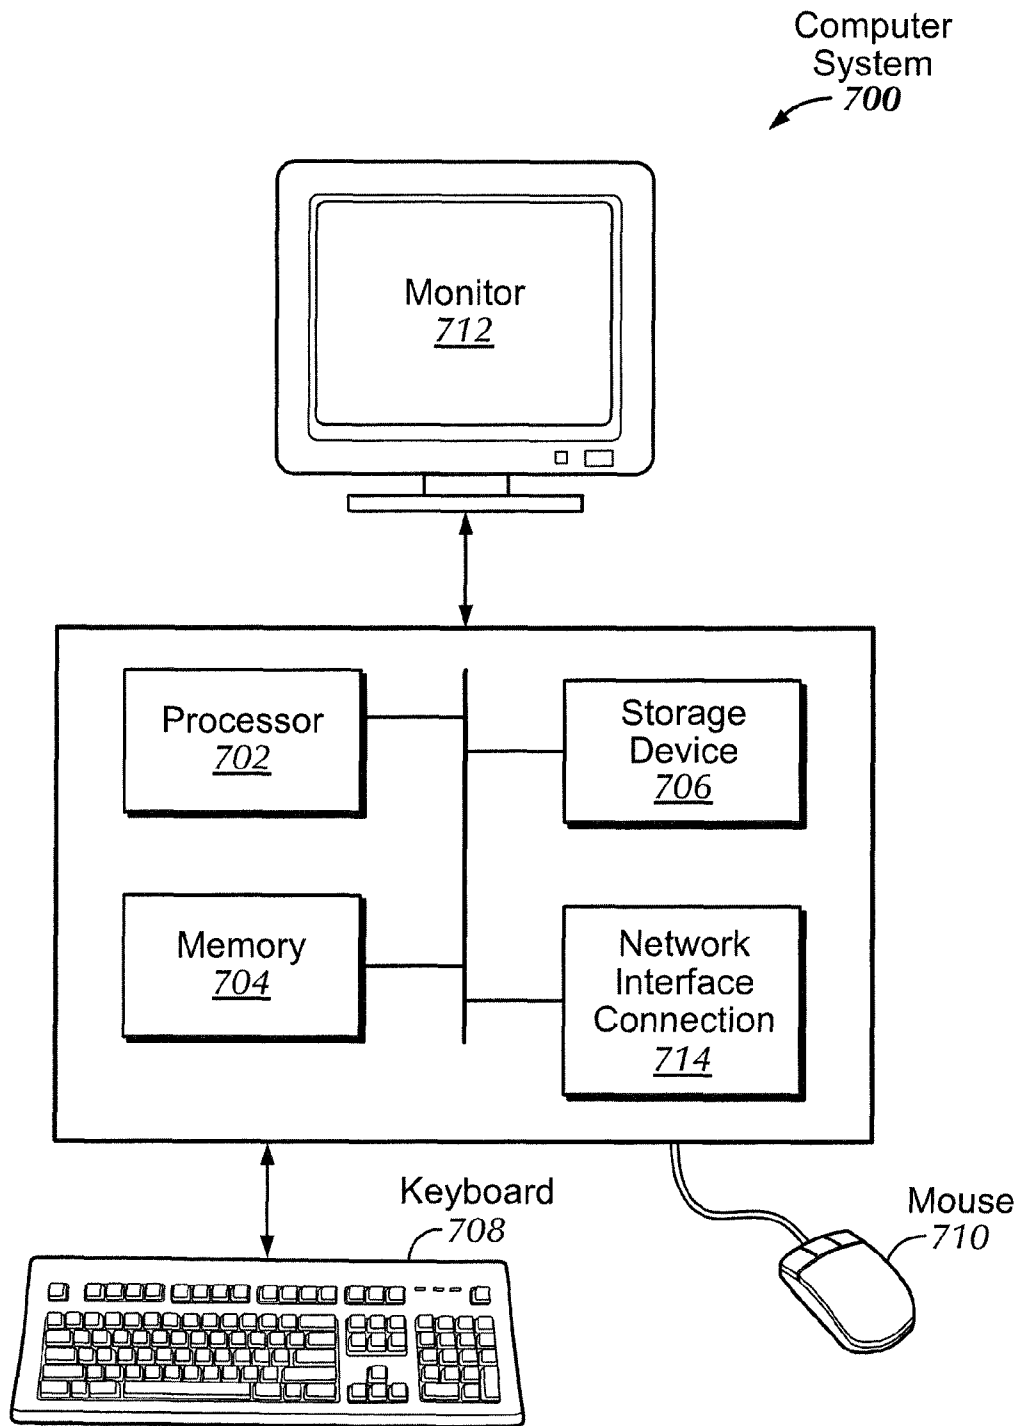 Computer
System
700
Monitor
712
Processor
702
Storage
Device
706
Memory
704
Network
Interface
Connection
714
Keyboard
708
Mouse
710